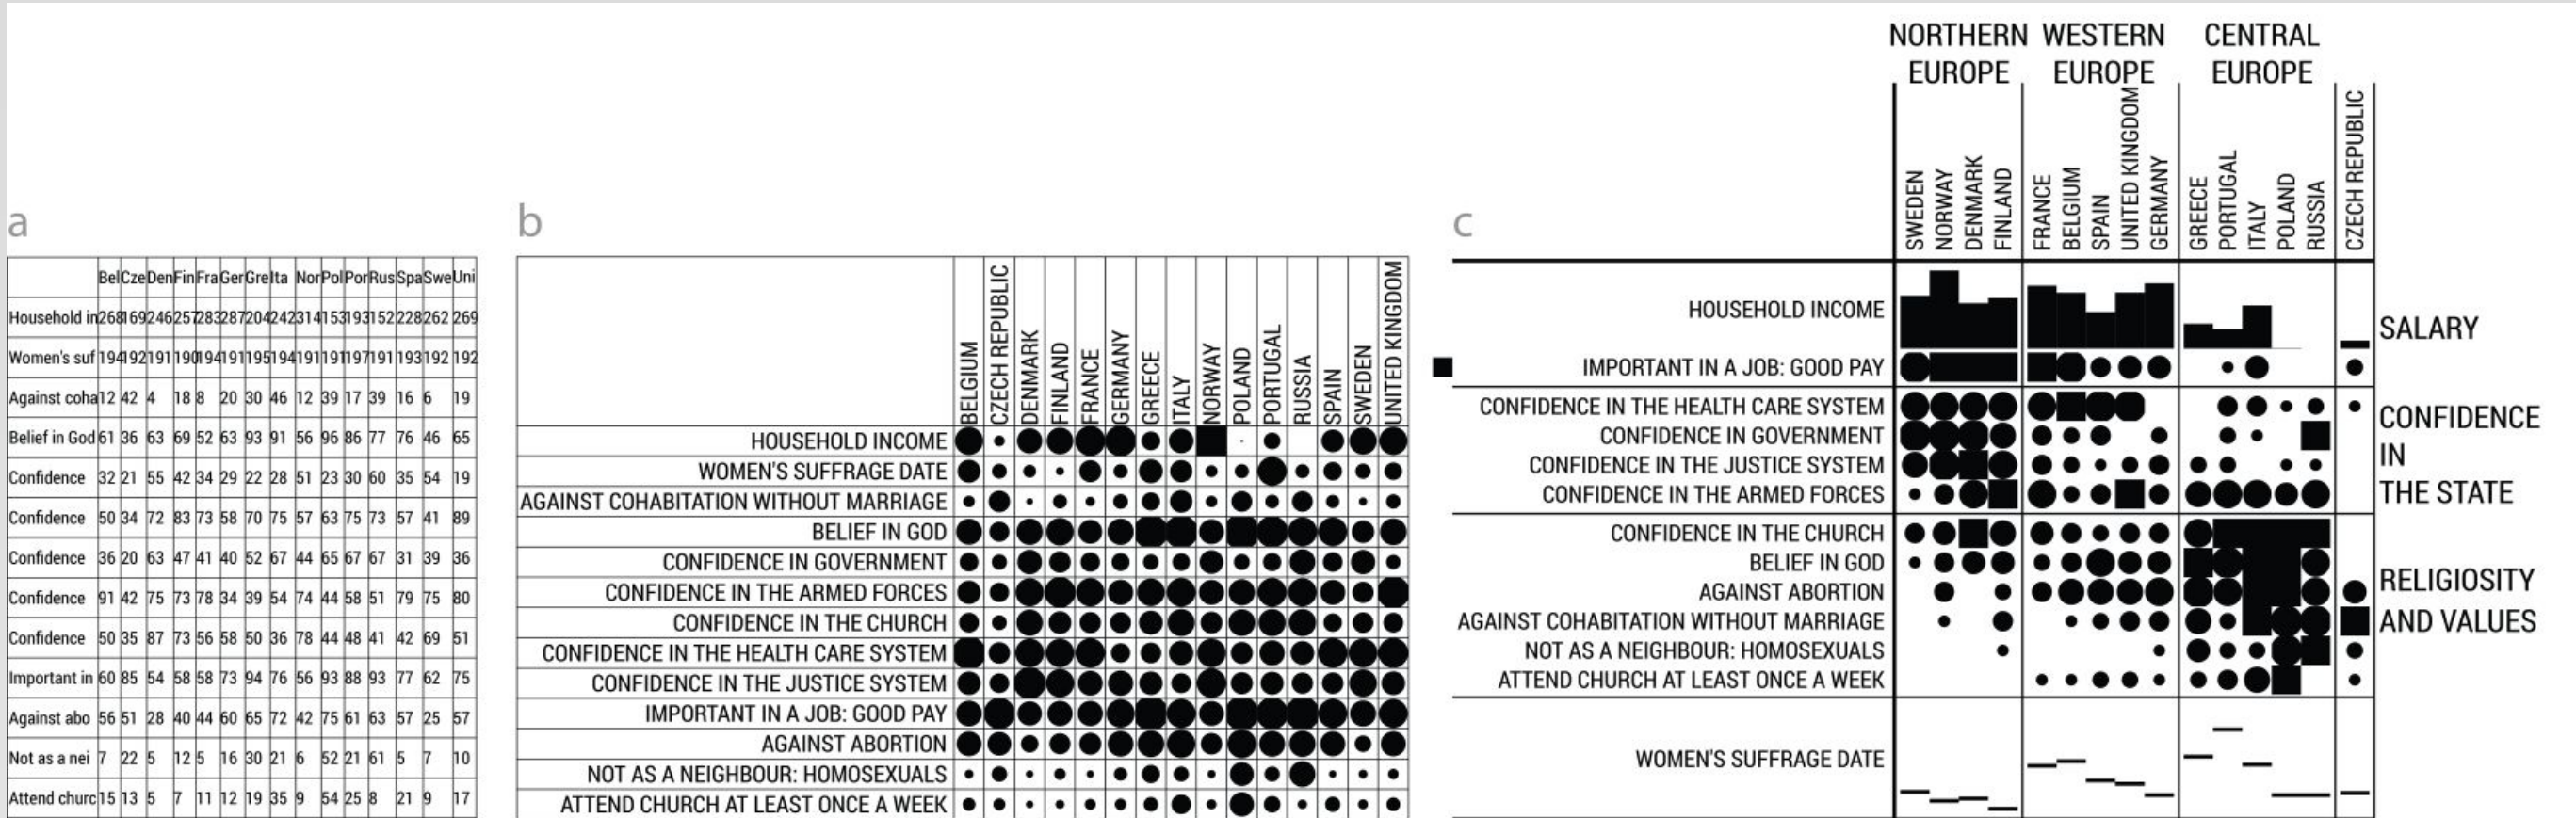 a
Bel Cze Den Fin Fra Ger Gre Ita Nor Pol Por Rus Spa Swe Uni
Household in 268 169 246 257 283 287 204 242 314 153 193 152 228 262 269
Women's suf 194 192 191 190 194 191 195 194 191 191 197 191 193 192 192
Against coha 12 42 4 18 8 20 30 46 12 39 17 39 16 6 19
Belief in God 61 36 63 69 52 63 93 91 56 96 86 77 76 46 65
Confidence 32 21 55 42 34 29 22 28 51 23 30 60 35 54 19
Confidence 50 34 72 83 73 58 70 75 57 63 75 73 57 41 89
Confidence 36 20 63 47 41 40 52 67 44 65 67 67 31 39 36
Confidence 91 42 75 73 78 34 39 54 74 44 58 51 79 75 80
Confidence 50 35 87 73 56 58 50 36 78 44 48 41 42 69 51
Important in 60 85 54 58 58 73 94 76 56 93 88 93 77 62 75
Against abo 56 51 28 40 44 60 65 72 42 75 61 63 57 25 57
Not as a nei 7 22 5 12 5 16 30 21 6 52 21 61 5 7 10
Attend churc 15 13 5 7 11 12 19 35 9 54 25 8 21 9 17
b
BELGIUM
CZECH REPUBLIC
DENMARK
FINLAND
FRANCE
GERMANY
GREECE
ITALY
NORWAY
POLAND
PORTUGAL
RUSSIA
SPAIN
SWEDEN
UNITED KINGDOM
HOUSEHOLD INCOME
WOMEN'S SUFFRAGE DATE
AGAINST COHABITATION WITHOUT MARRIAGE
BELIEF IN GOD
CONFIDENCE IN GOVERNMENT
CONFIDENCE IN THE ARMED FORCES
CONFIDENCE IN THE CHURCH
CONFIDENCE IN THE HEALTH CARE SYSTEM
CONFIDENCE IN THE JUSTICE SYSTEM
IMPORTANT IN A JOB: GOOD PAY
AGAINST ABORTION
NOT AS A NEIGHBOUR: HOMOSEXUALS
ATTEND CHURCH AT LEAST ONCE A WEEK
c
NORTHERN
EUROPE
WESTERN
EUROPE
CENTRAL
EUROPE
SWEDEN
NORWAY
DENMARK
FINLAND
FRANCE
BELGIUM
SPAIN
UNITED KINGDOM
GERMANY
GREECE
PORTUGAL
ITALY
POLAND
RUSSIA
CZECH REPUBLIC
HOUSEHOLD INCOME
IMPORTANT IN A JOB: GOOD PAY
SALARY
CONFIDENCE IN THE HEALTH CARE SYSTEM
CONFIDENCE IN GOVERNMENT
CONFIDENCE IN THE JUSTICE SYSTEM
CONFIDENCE IN THE ARMED FORCES
CONFIDENCE
IN
THE STATE
CONFIDENCE IN THE CHURCH
BELIEF IN GOD
AGAINST ABORTION
AGAINST COHABITATION WITHOUT MARRIAGE
NOT AS A NEIGHBOUR: HOMOSEXUALS
ATTEND CHURCH AT LEAST ONCE A WEEK
RELIGIOSITY
AND VALUES
WOMEN'S SUFFRAGE DATE